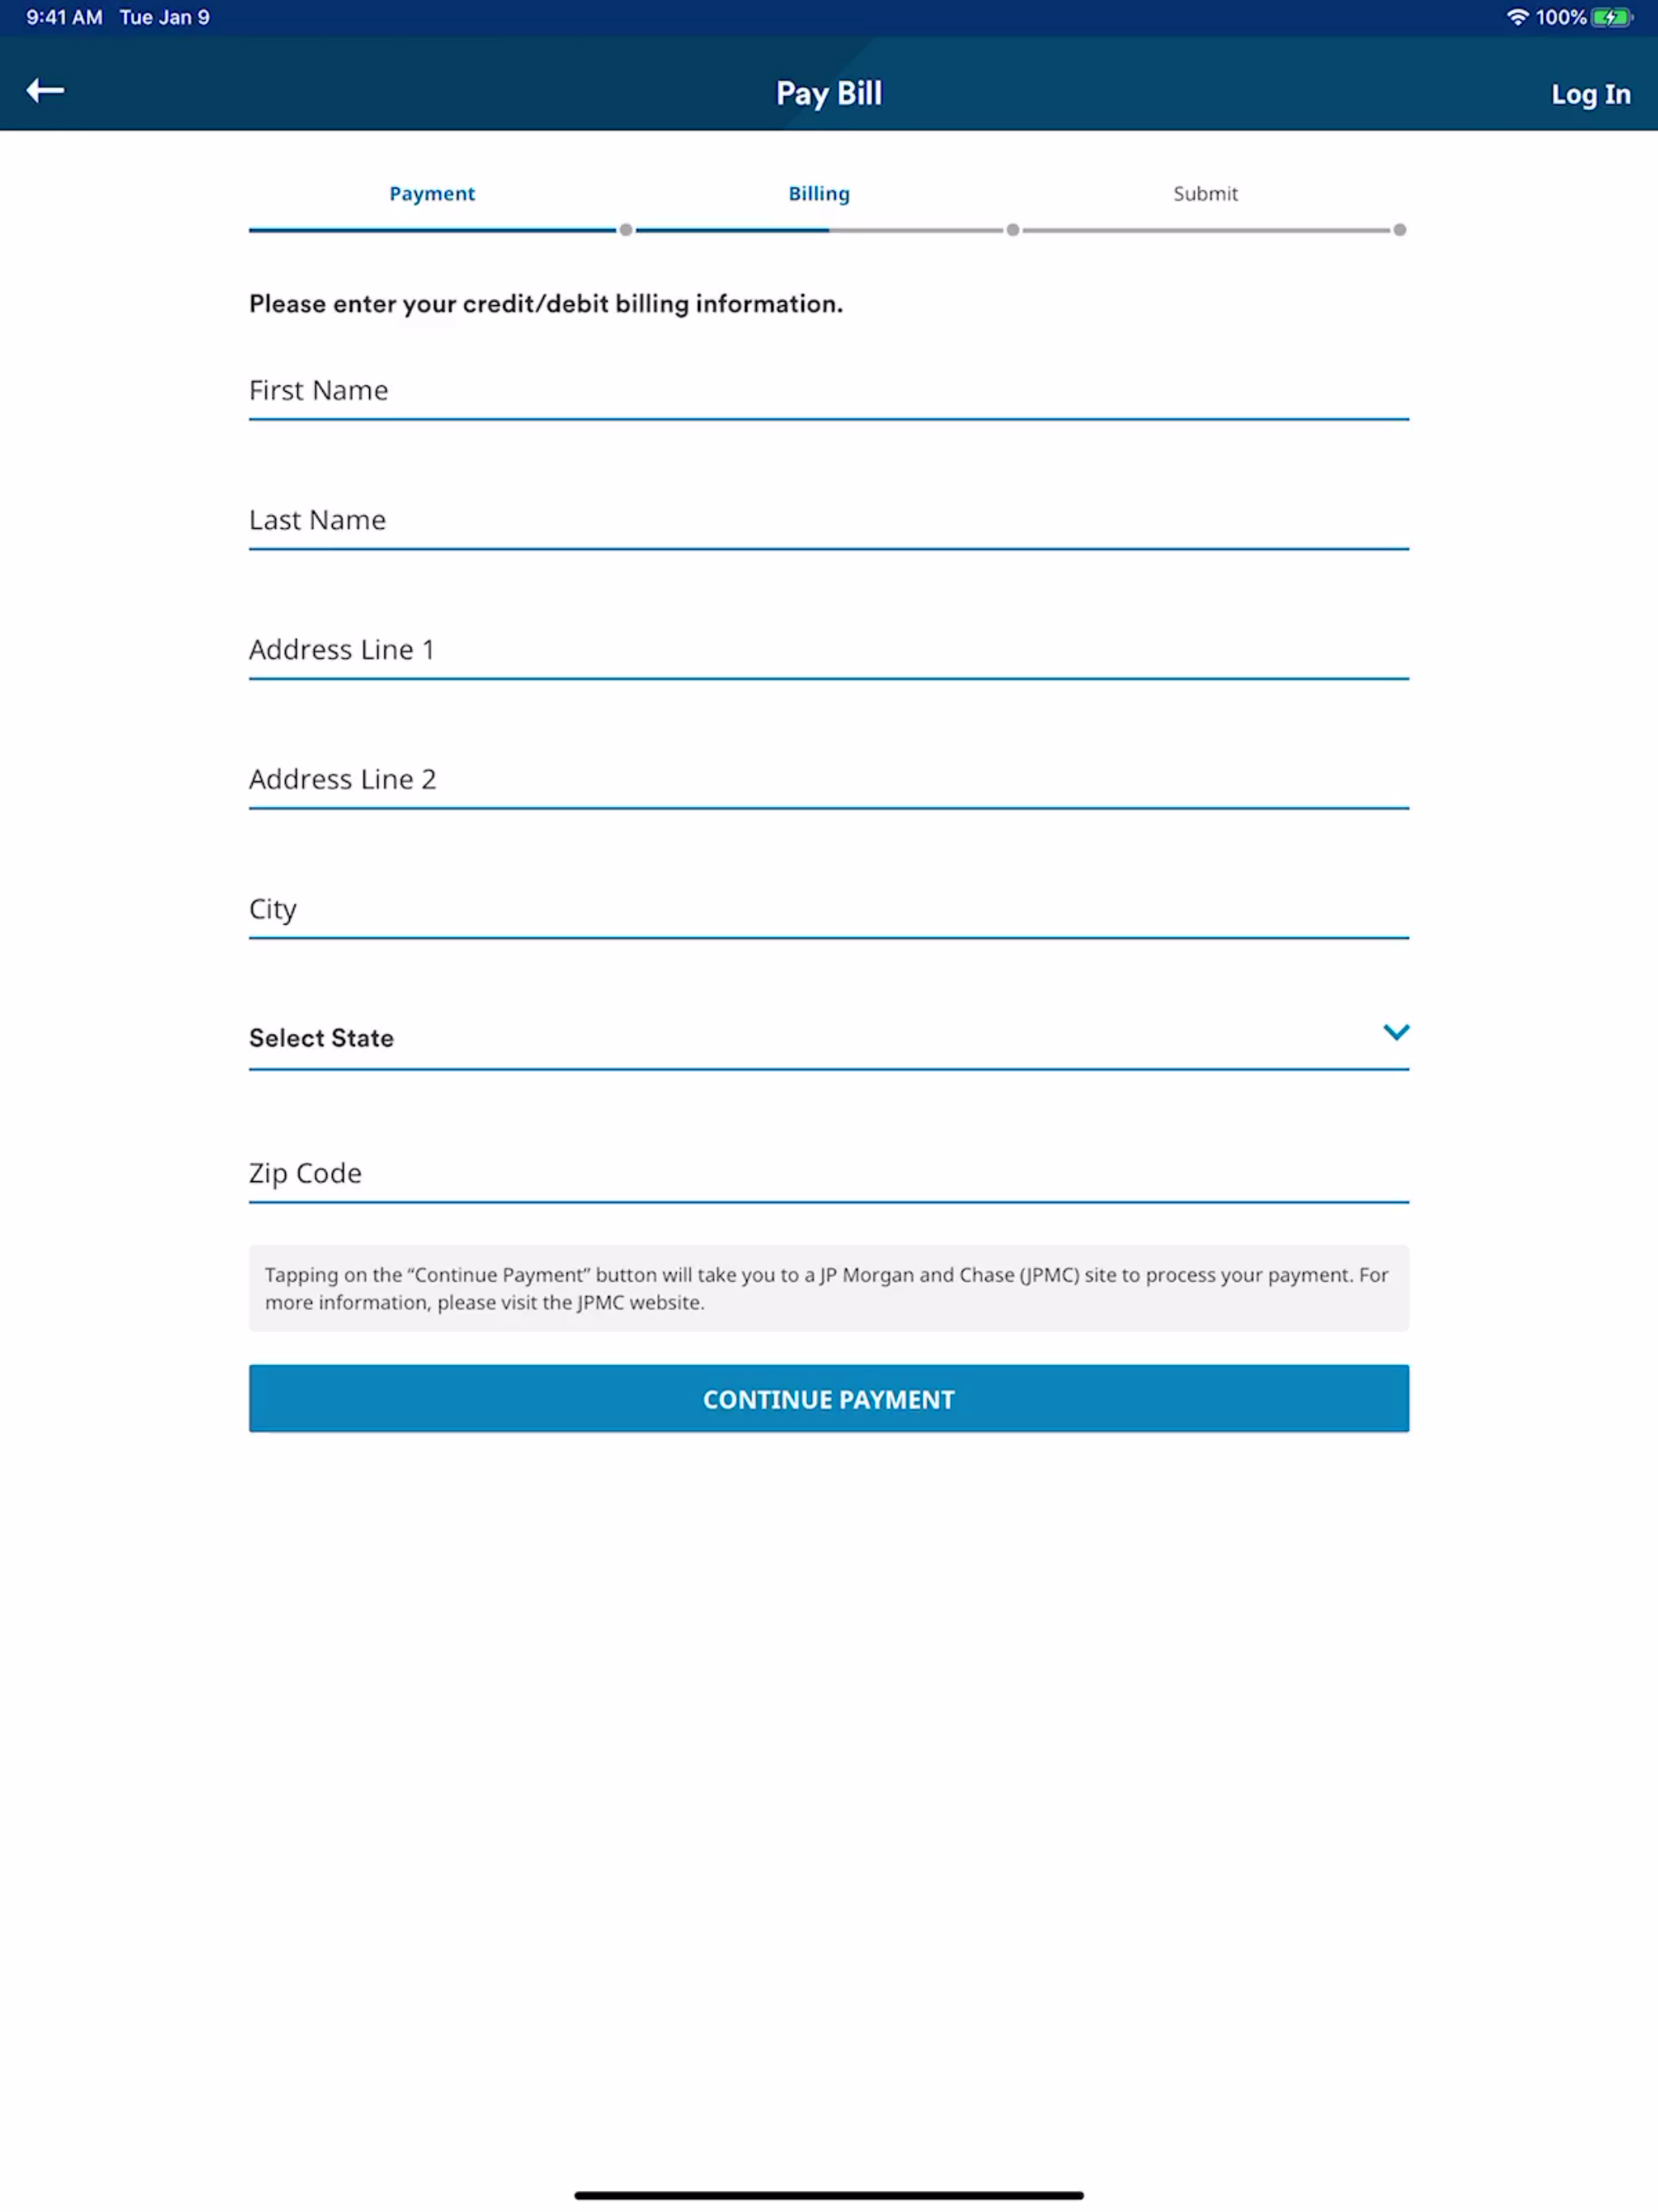 9:41 AM Tue Jan 9
100%
Pay Bill
Log In
Payment
Billing
Submit
Please enter your credit/debit billing information.
First Name
Last Name
Address Line 1
Address Line 2
City
Select State
Zip Code
Tapping on the “Continue Payment” button will take you to a JP Morgan and Chase (JPMC) site to process your payment. For
more information, please visit the JPMC website.
CONTINUE PAYMENT